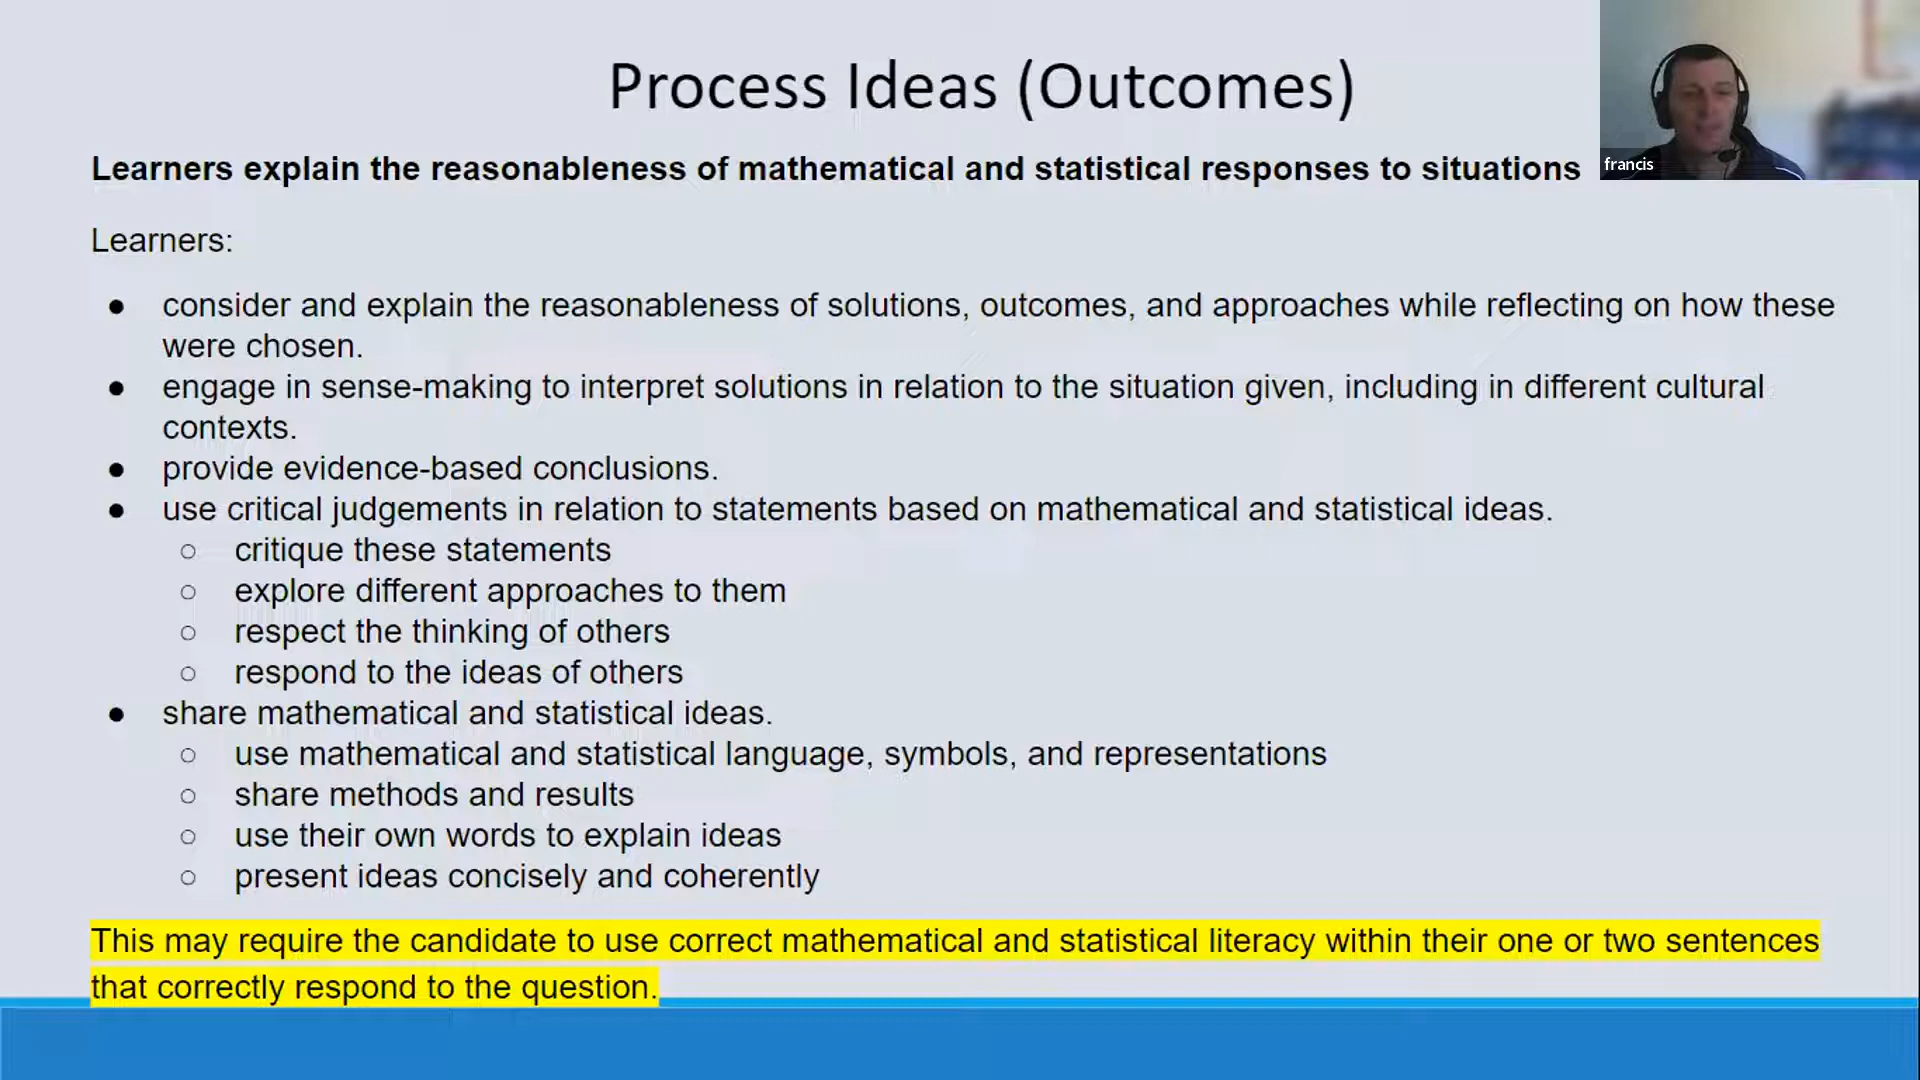 Process Ideas (Outcomes)
francis
Learners explain the reasonableness of mathematical and statistical responses to situations
Learners:
● consider and explain the reasonableness of solutions, outcomes, and approaches while reflecting on how these
were chosen.
● engage in sense-making to interpret solutions in relation to the situation given, including in different cultural
contexts.
● provide evidence-based conclusions.
● use critical judgements in relation to statements based on mathematical and statistical ideas.
○ critique these statements
○ explore different approaches to them
○ respect the thinking of others
○ respond to the ideas of others
● share mathematical and statistical ideas.
○ use mathematical and statistical language, symbols, and representations
○ share methods and results
○ use their own words to explain ideas
○ present ideas concisely and coherently
This may require the candidate to use correct mathematical and statistical literacy within their one or two sentences
that correctly respond to the question.